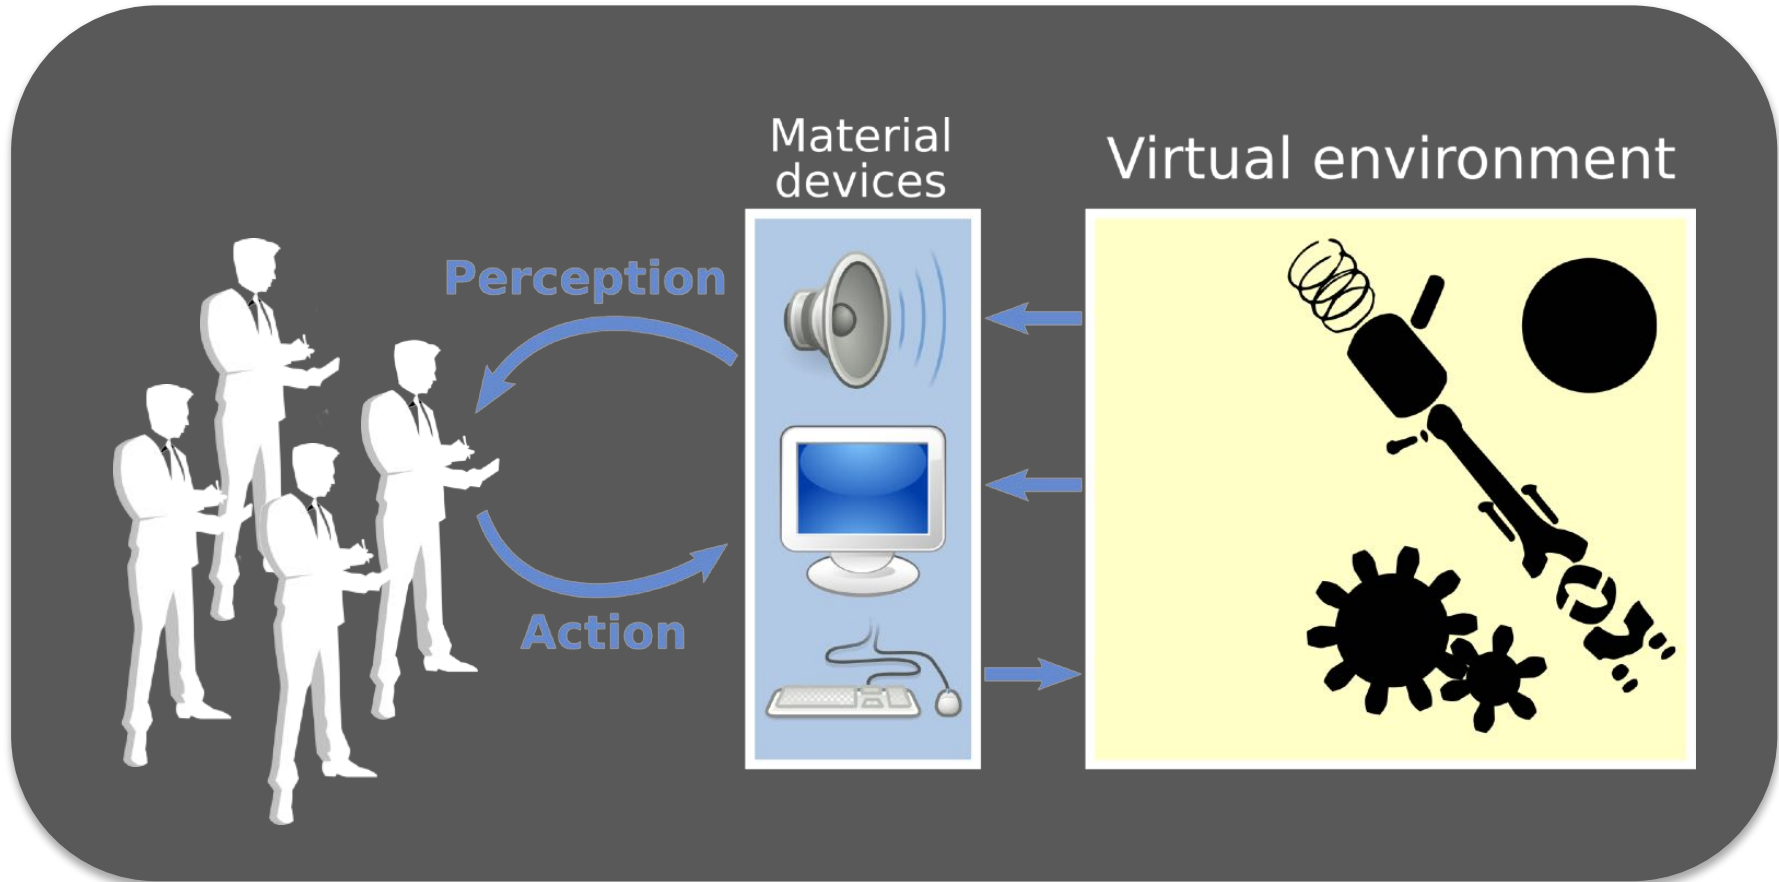 Material
devices
Virtual environment
Perception
Action